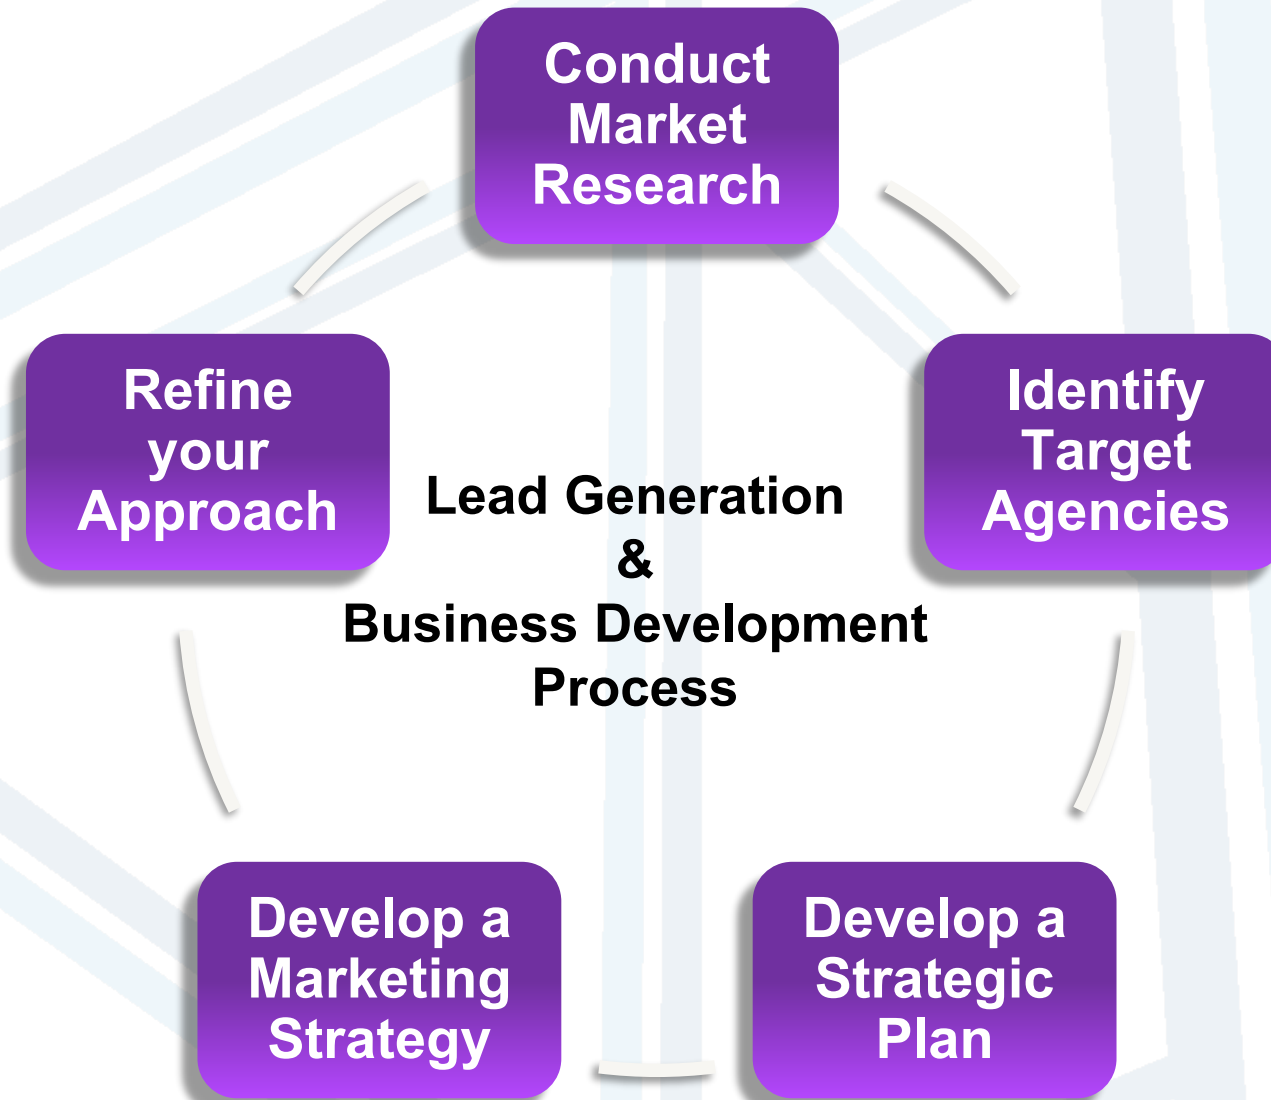 Conduct
Market
Research
Identify
Target
Agencies
Develop a
Strategic
Plan
Develop a
Marketing
Strategy
Refine
your
Approach
Lead Generation
&
Business Development
Process